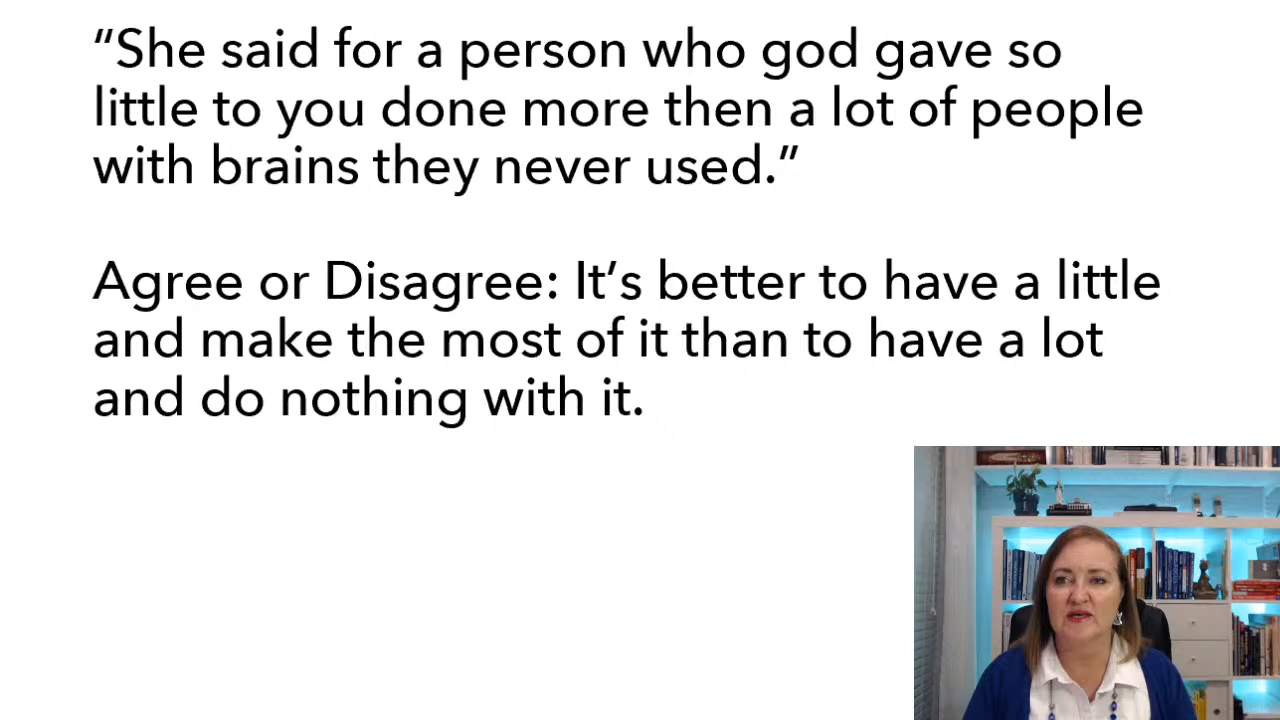 “She said for a person who god gave so
little to you done more then a lot of people
with brains they never used.”
Agree or Disagree: It’s better to have a little
and make the most of it than to have a lot
and do nothing with it.